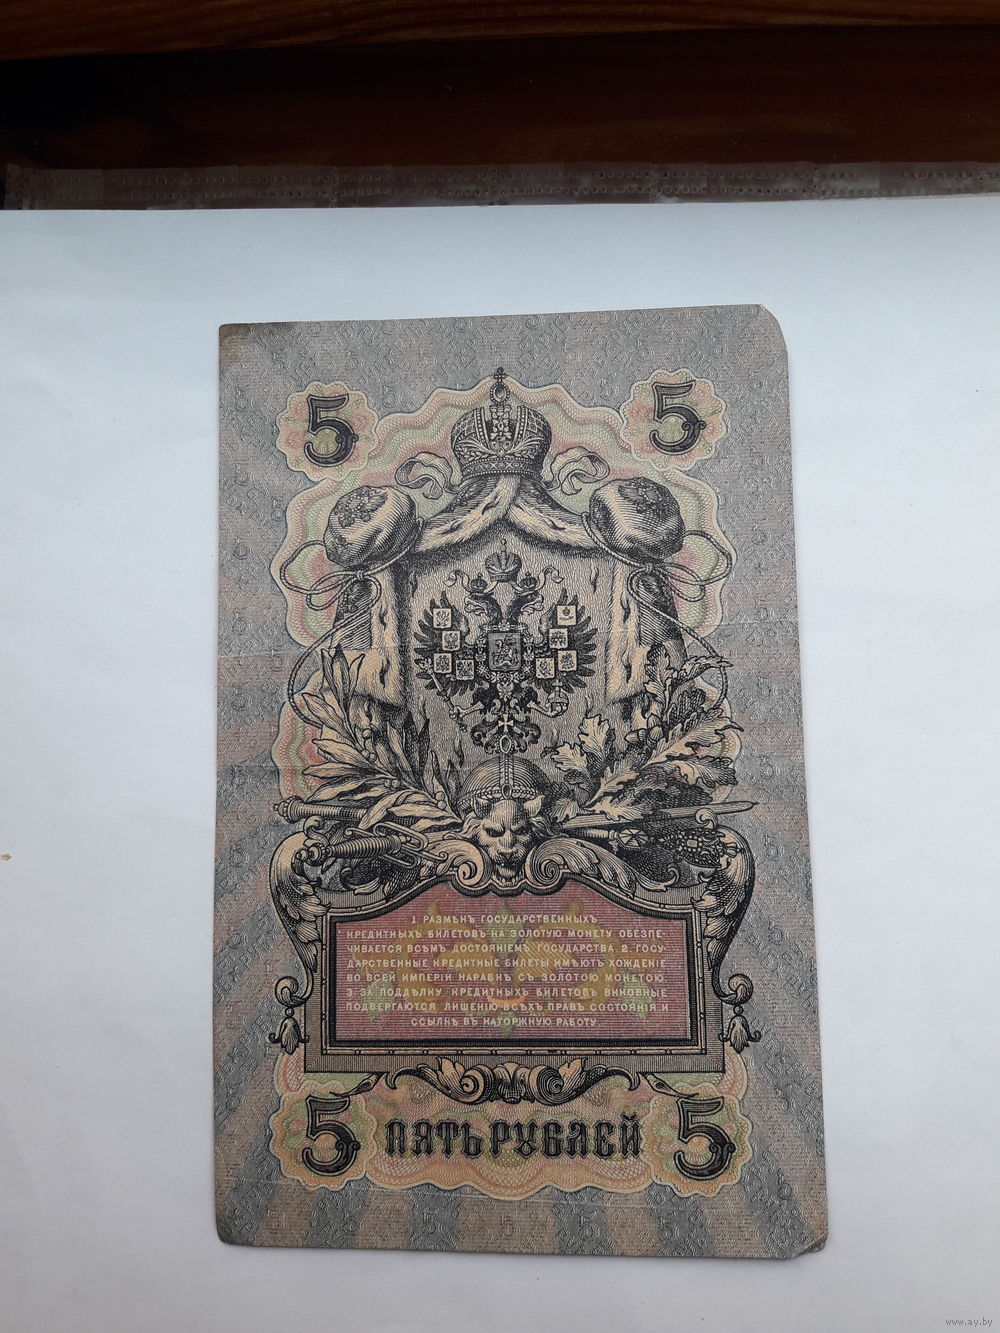 5 5
1. РАЗМѢНЪ ГОСУДАРСТВЕННЫХЪ
КРЕДИТНЫХЪ БИЛЕТОВЪ НА ЗОЛОТУЮ МОНЕТУ ОБЕЗПЕ-
ЧИВАЕТСЯ ВСѢМЪ ДОСТОЯНІЕМЪ ГОСУДАРСТВА. 2. ГОСУ-
ДАРСТВЕННЫЕ КРЕДИТНЫЕ БИЛЕТЫ ИМѢЮТЪ ХОЖДЕНІЕ
ВО ВСЕЙ ИМПЕРІИ НАРАВНѢ СЪ ЗОЛОТОЮ МОНЕТОЮ.
3. ЗА ПОДДѢЛКУ КРЕДИТНЫХЪ БИЛЕТОВЪ ВИНОВНЫЕ
ПОДВЕРГАЮТСЯ ЛИШЕНІЮ ВСѢХЪ ПРАВЪ СОСТОЯНІЯ И
ССЫЛКѢ ВЪ КАТОРЖНУЮ РАБОТУ
5 ПЯТЬ РУБЛЕЙ 5
www.ay.by